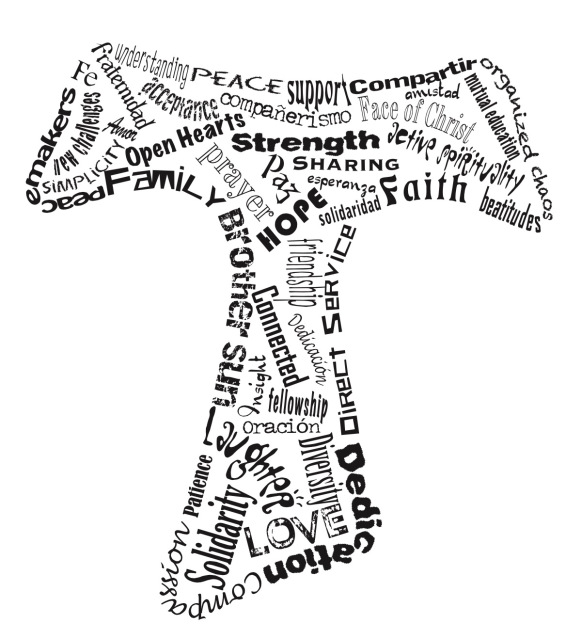 understanding
PEACE
support
Compartir
organized chaos
fraternidad
Fe
acceptance
compañerismo
amistad
Face of Christ
mutual education
peacemakers
new challenges
Amor
Open Hearts
Strength
active spirituality
SiMPLiCiTY
prayer
Paz
SHARING
FAMiLY
HOPE
esperanza
solidaridad
Faith
beatitudes
Brother sun
friendship
Direct Service
Connected
Dedicación
Insight
fellowship
Oración
Laughter
Diversity
Dedication
Patience
Solidarity
LOVE
Compassion